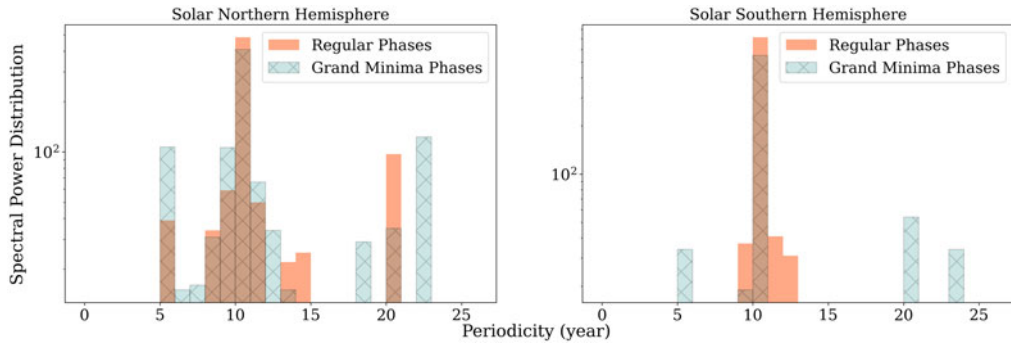 Solar Northern Hemisphere
Solar Southern Hemisphere
Regular Phases
Grand Minima Phases
Regular Phases
Grand Minima Phases
Spectral Power Distribution
10²
10²
0 5 10 15 20 25
0 5 10 15 20 25
Periodicity (year)